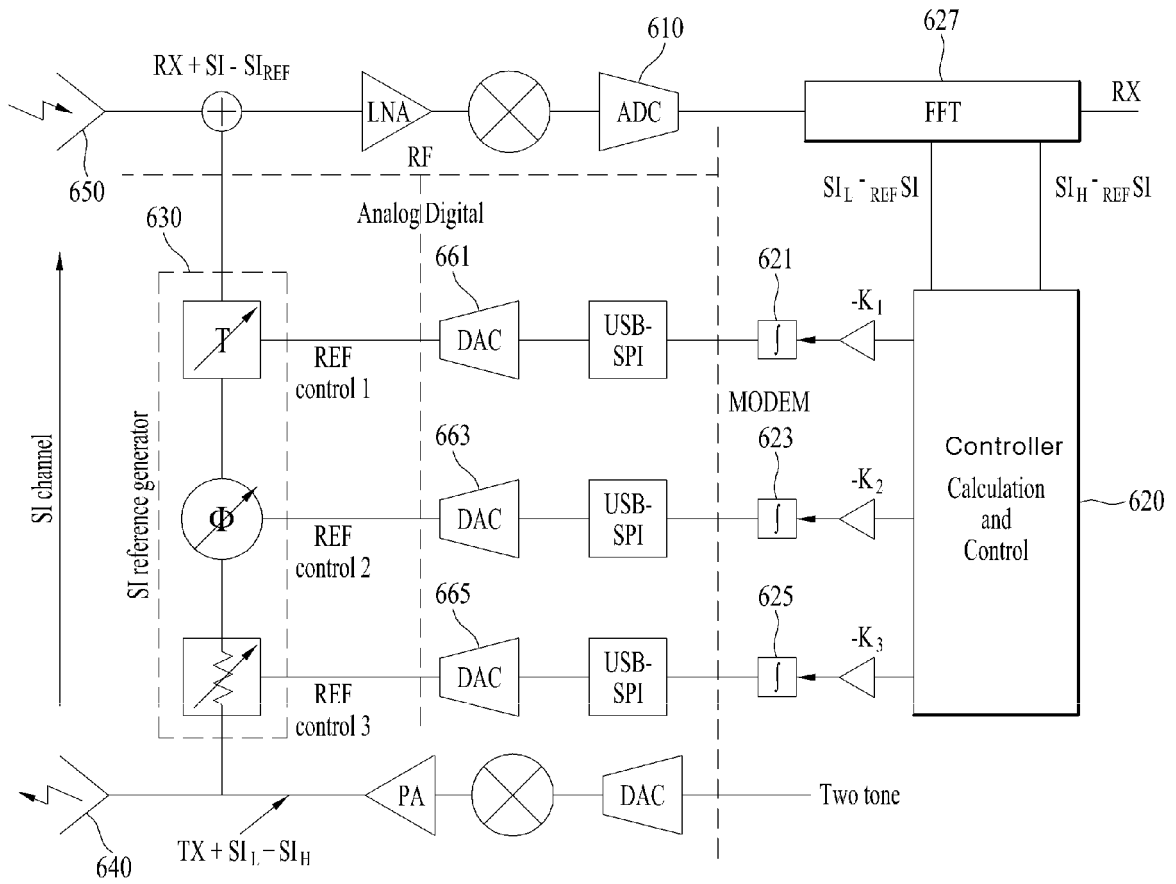 610
627
RX + SI - SI_REF
LNA
ADC
FFT
RX
650
RF
SI_L - _REF SI
SI_H - _REF SI
Analog Digital
630
661
621
-K_1
T
DAC
USB-
SPI
∫
REF
control 1
MODEM
663
623
-K_2
Controller
Calculation
and
Control
620
SI channel
SI reference generator
Φ
DAC
USB-
SPI
∫
REF
control 2
665
625
-K_3
DAC
USB-
SPI
∫
REF
control 3
PA
DAC
Two tone
640
TX + SI_L - SI_H